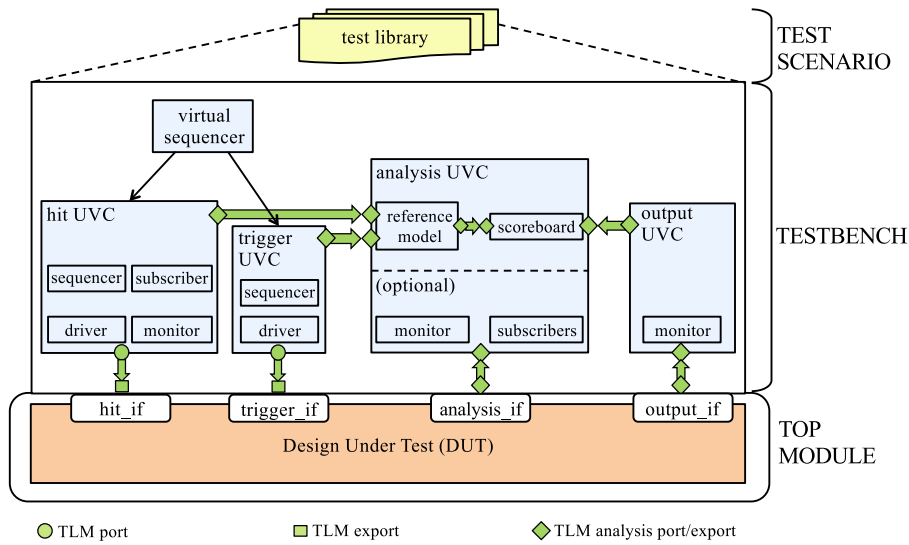 test library
TEST
SCENARIO
virtual
sequencer
analysis UVC
hit UVC
reference
model
scoreboard
output
UVC
trigger
UVC
TESTBENCH
sequencer
subscriber
(optional)
sequencer
driver
monitor
driver
monitor
subscribers
monitor
hit_if
trigger_if
analysis_if
output_if
Design Under Test (DUT)
TOP
MODULE
TLM port
TLM export
TLM analysis port/export